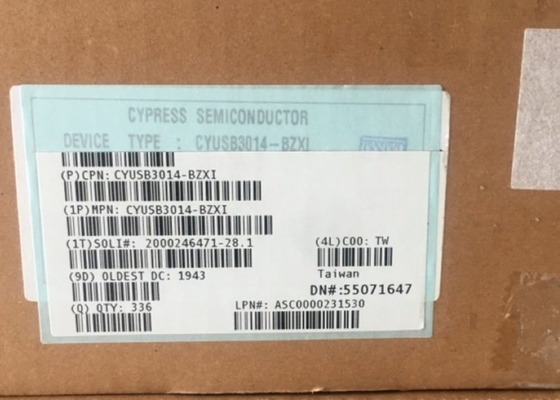 CYPRESS SEMICONDUCTOR
DEVICE TYPE : CYUSB3014-BZXI
(P)CPN: CYUSB3014-BZXI
(1P)MPN: CYUSB3014-BZXI
(1T)SOLI#: 2000246471-28.1
(4L)COO: TW
Taiwan
(9D) OLDEST DC: 1943
DN#:55071647
(Q) QTY: 336
LPN#: ASC0000231530